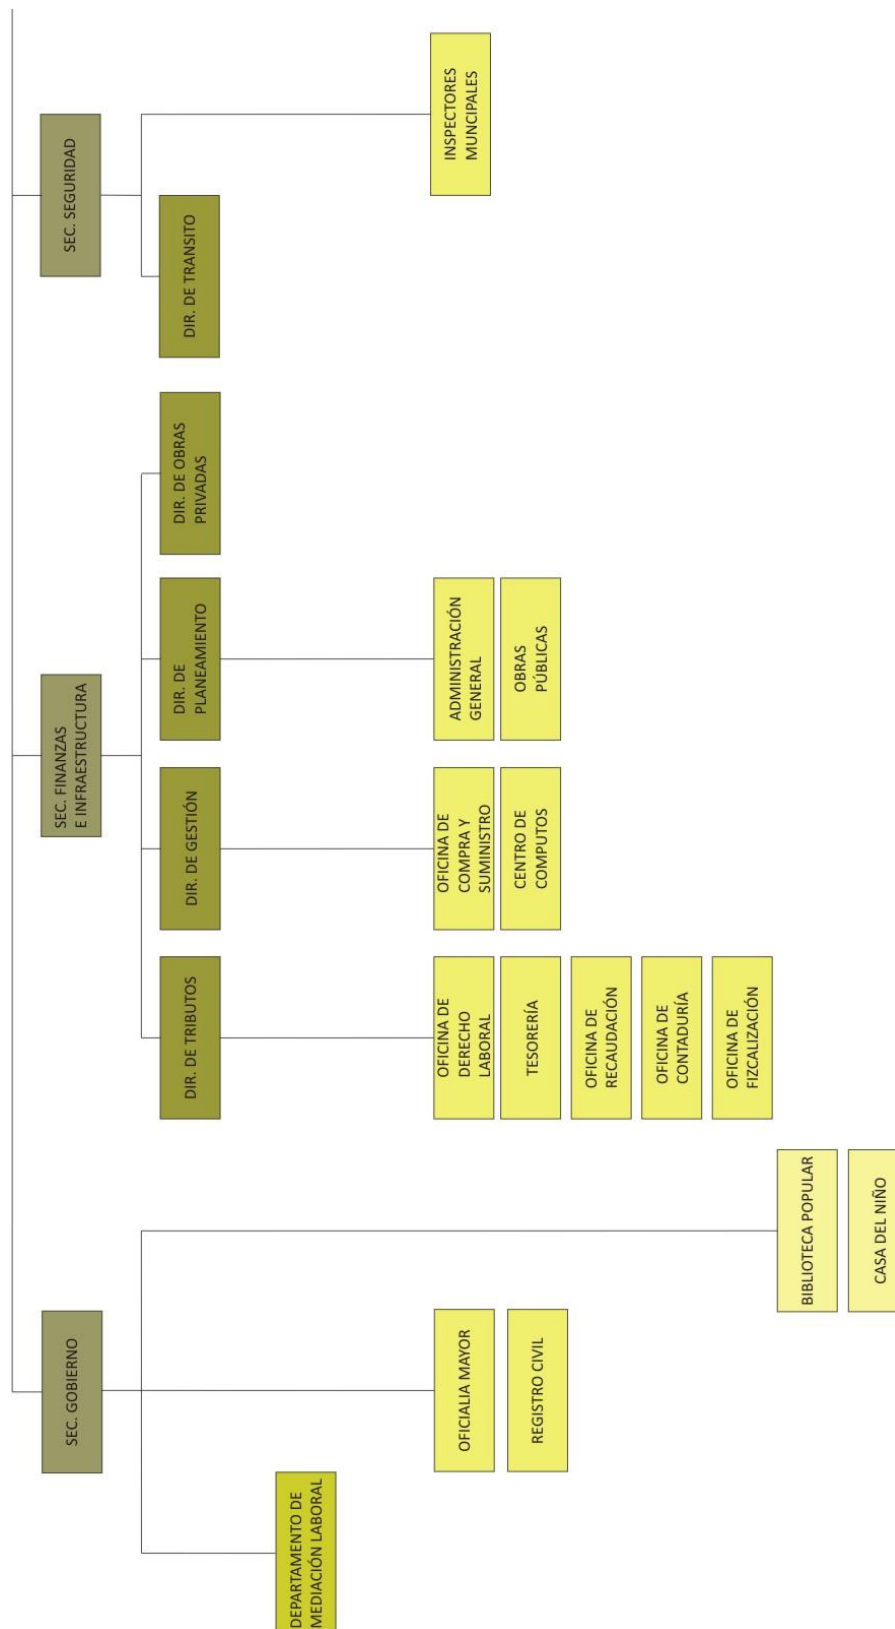 SEC. GOBIERNO
DEPARTAMENTO DE
MEDIACIÓN LABORAL
OFICIALIA MAYOR
REGISTRO CIVIL
BIBLIOTECA POPULAR
CASA DEL NIÑO
SEC. FINANZAS
E INFRAESTRUCTURA
DIR. DE TRIBUTOS
OFICINA DE
DERECHO
LABORAL
TESORERÍA
OFICINA DE
RECAUDACIÓN
OFICINA DE
CONTADURÍA
OFICINA DE
FIZCALIZACIÓN
DIR. DE GESTIÓN
OFICINA DE
COMPRA Y
SUMINISTRO
CENTRO DE
COMPUTOS
DIR. DE
PLANEAMIENTO
ADMINISTRACIÓN
GENERAL
OBRAS
PÚBLICAS
DIR. DE OBRAS
PRIVADAS
SEC. SEGURIDAD
DIR. DE TRANSITO
INSPECTORES
MUNCIPALES